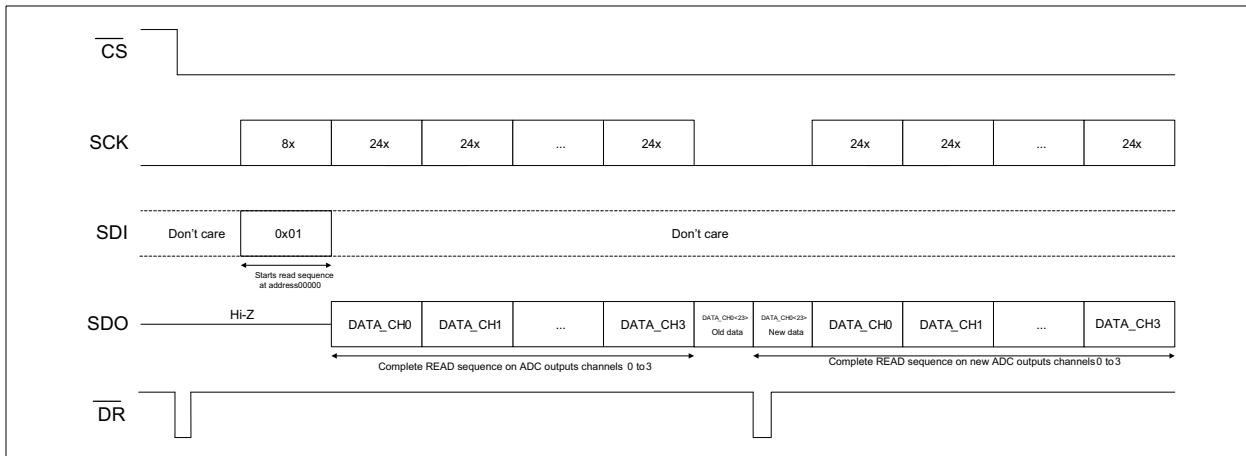 CS
SCK 8x 24x 24x ... 24x 24x 24x ... 24x
SDI Don't care 0x01 Don't care
Starts read sequence
at address00000
SDO Hi-Z DATA_CH0 DATA_CH1 ... DATA_CH3 DATA_CH0<23> DATA_CH0<23> DATA_CH0 DATA_CH1 ... DATA_CH3
Old data New data
Complete READ sequence on ADC outputs channels 0 to 3 Complete READ sequence on new ADC outputs channels 0 to 3
DR